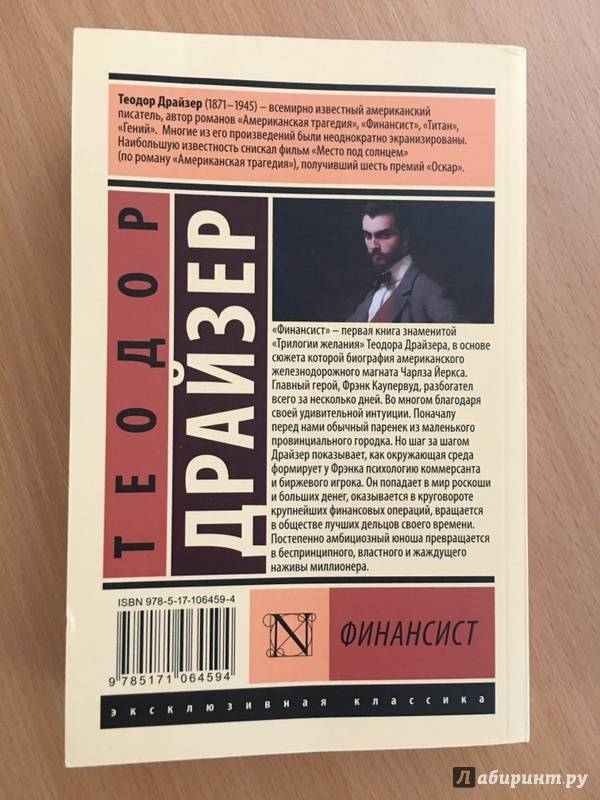 Теодор Драйзер (1871–1945) – всемирно известный американский
писатель, автор романов «Американская трагедия», «Финансист», «Титан»,
«Гений». Многие из его произведений были неоднократно экранизированы.
Наибольшую известность снискал фильм «Место под солнцем»
(по роману «Американская трагедия»), получивший шесть премий «Оскар».
ТЕОДОР
ДРАЙЗЕР
«Финансист» – первая книга знаменитой
«Трилогии желания» Теодора Драйзера, в основе
сюжета которой биография американского
железнодорожного магната Чарлза Йеркса.
Главный герой, Фрэнк Каупервуд, разбогател
всего за несколько дней. Во многом благодаря
своей удивительной интуиции. Поначалу
перед нами обычный паренек из маленького
провинциального городка. Но шаг за шагом
Драйзер показывает, как окружающая среда
формирует у Фрэнка психологию коммерсанта
и биржевого игрока. Он попадает в мир роскоши
и больших денег, оказывается в круговороте
крупнейших финансовых операций, вращается
в обществе лучших дельцов своего времени.
Постепенно амбициозный юноша превращается
в беспринципного, властного и жаждущего
наживы миллионера.
ISBN 978-5-17-106459-4
9 785171 064594
N
ФИНАНСИСТ
эксклюзивная классика
Лабиринт.ру